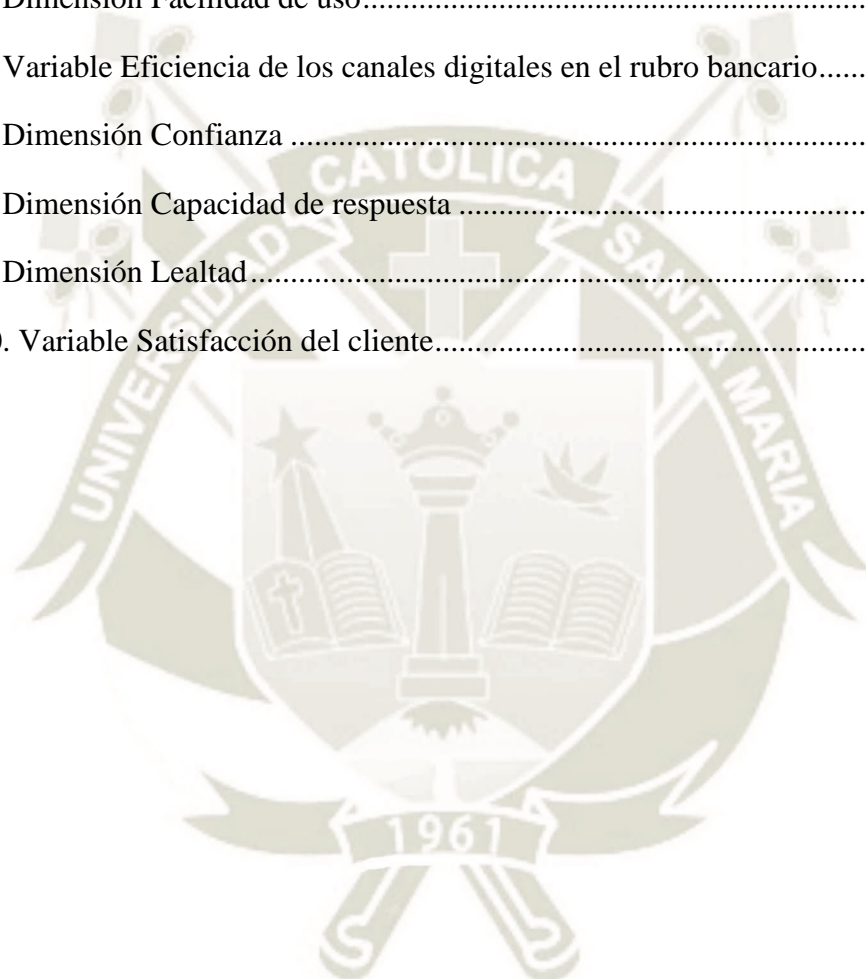 Dimensión Facilidad de uso....................................................................
Variable Eficiencia de los canales digitales en el rubro bancario......
Dimensión Confianza ..............................................................................
Dimensión Capacidad de respuesta .........................................................
Dimensión Lealtad...................................................................................
. Variable Satisfacción del cliente..........................................................
UNIVERSIDAD CATOLICA SANTA MARIA
1961